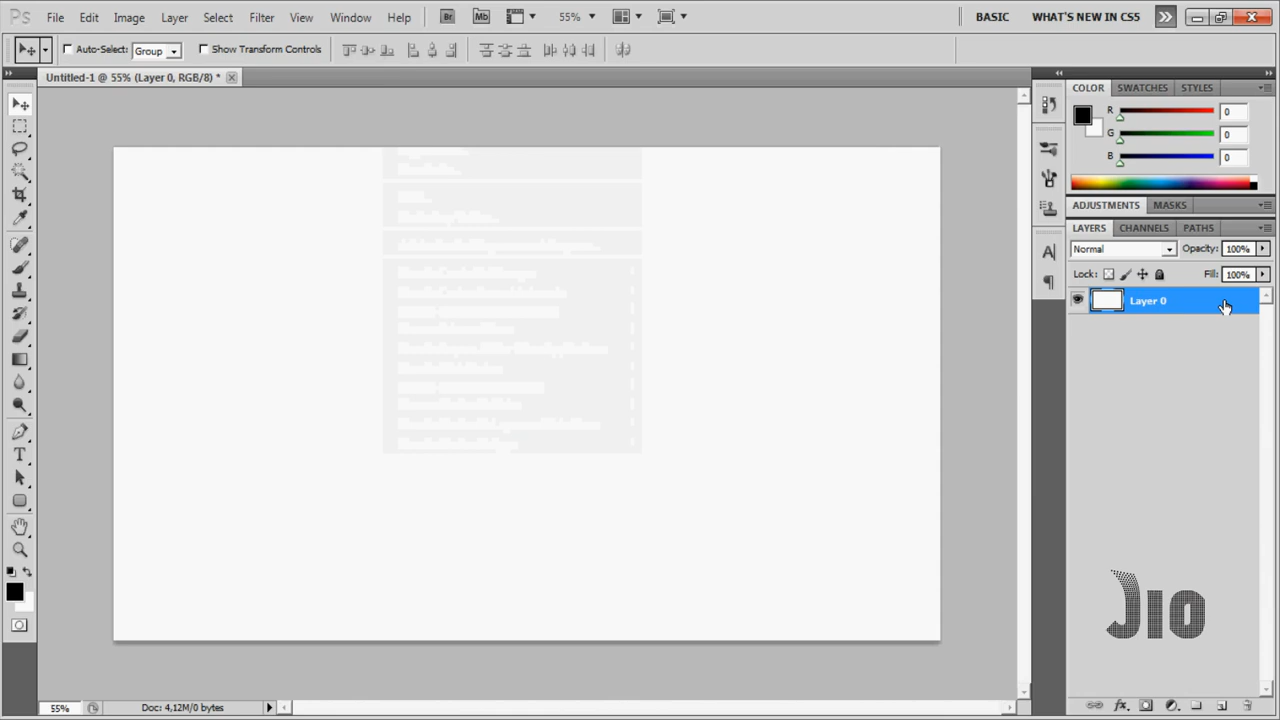 Ps File Edit Image Layer Select Filter View Window Help Br Mb 55% BASIC WHAT'S NEW IN CS5
Auto-Select: Group Show Transform Controls
Untitled-1 @ 55% (Layer 0, RGB/8) *
COLOR SWATCHES STYLES
R 0
G 0
B 0
ADJUSTMENTS MASKS
LAYERS CHANNELS PATHS
Normal Opacity: 100%
Lock: Fill: 100%
Layer 0
JIO
55% Doc: 4,12M/0 bytes